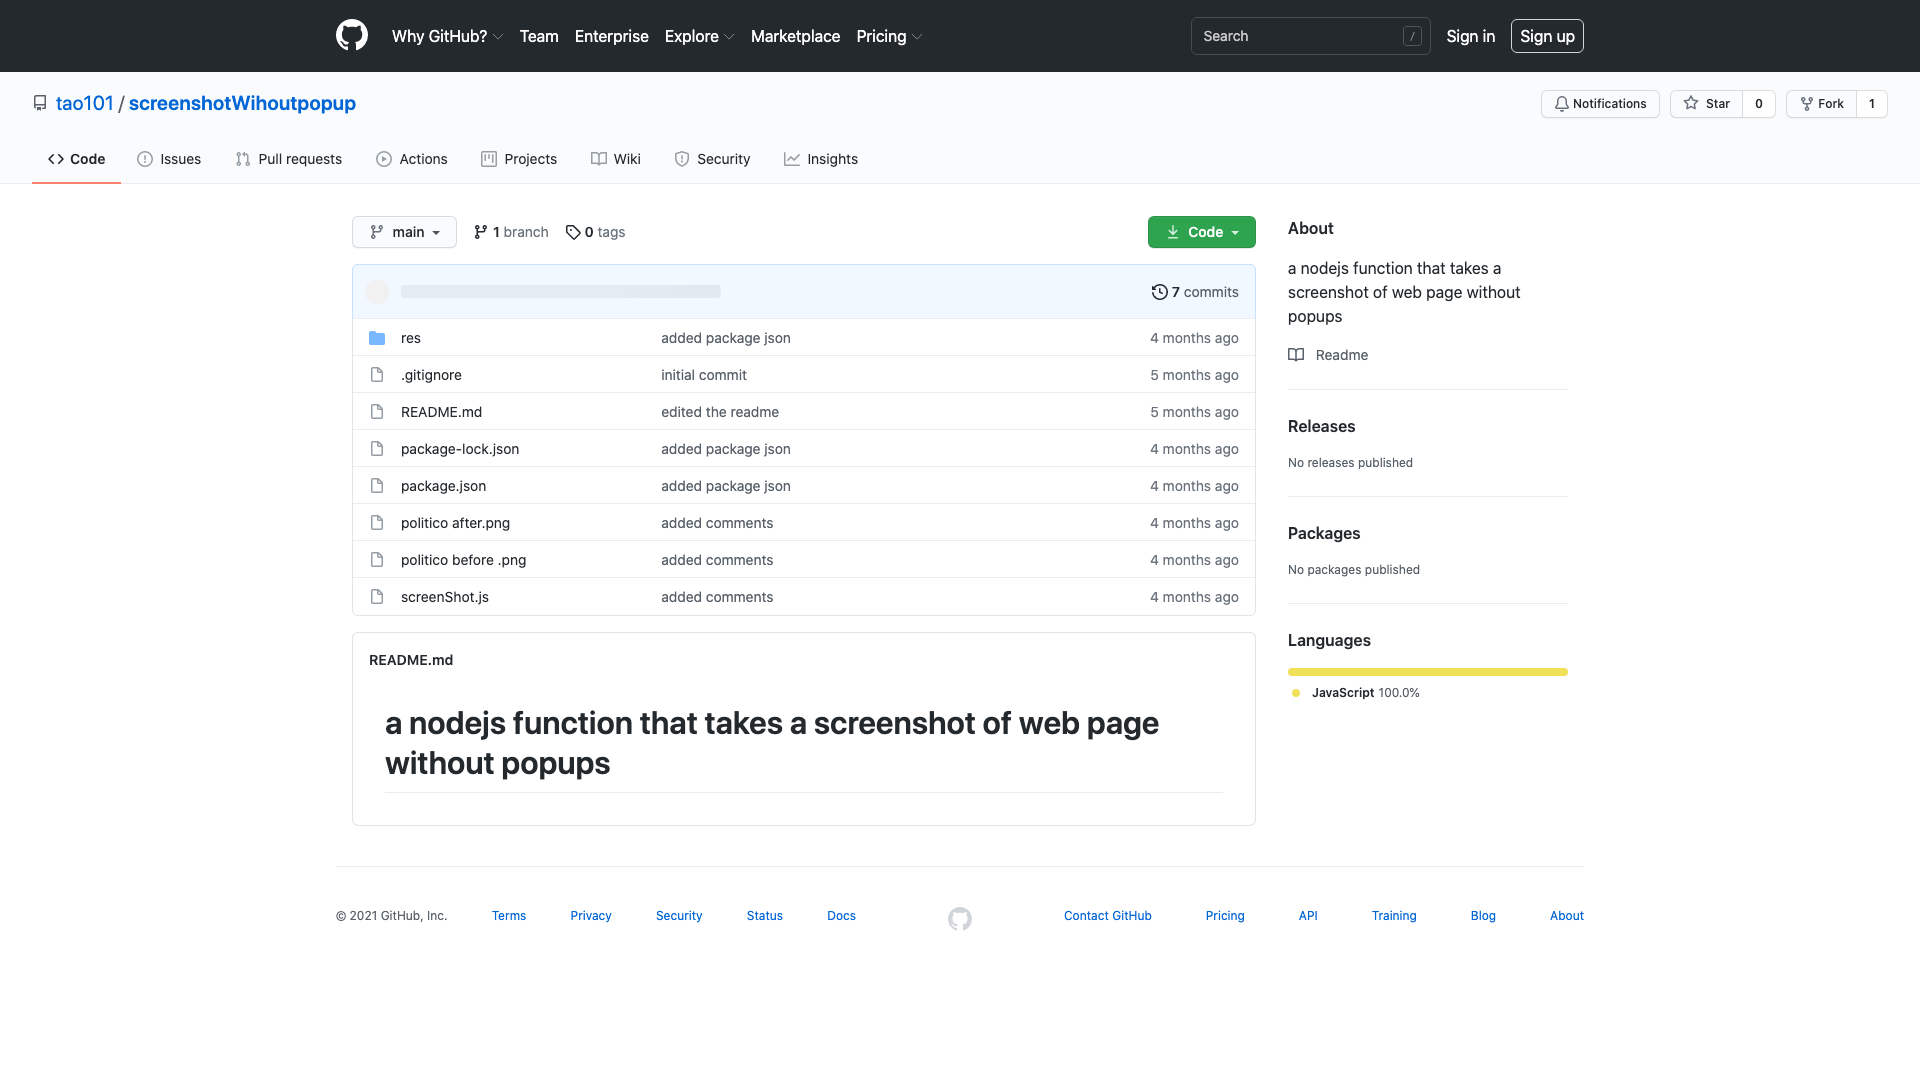 Why GitHub? Team Enterprise Explore Marketplace Pricing Search / Sign in Sign up
tao101 / screenshotWihoutpopup Notifications Star 0 Fork 1
Code Issues Pull requests Actions Projects Wiki Security Insights
main 1 branch 0 tags Code
7 commits
res added package json 4 months ago
.gitignore initial commit 5 months ago
README.md edited the readme 5 months ago
package-lock.json added package json 4 months ago
package.json added package json 4 months ago
politico after.png added comments 4 months ago
politico before .png added comments 4 months ago
screenShot.js added comments 4 months ago
README.md
a nodejs function that takes a screenshot of web page
without popups
About
a nodejs function that takes a
screenshot of web page without
popups
Readme
Releases
No releases published
Packages
No packages published
Languages
JavaScript 100.0%
© 2021 GitHub, Inc. Terms Privacy Security Status Docs Contact GitHub Pricing API Training Blog About